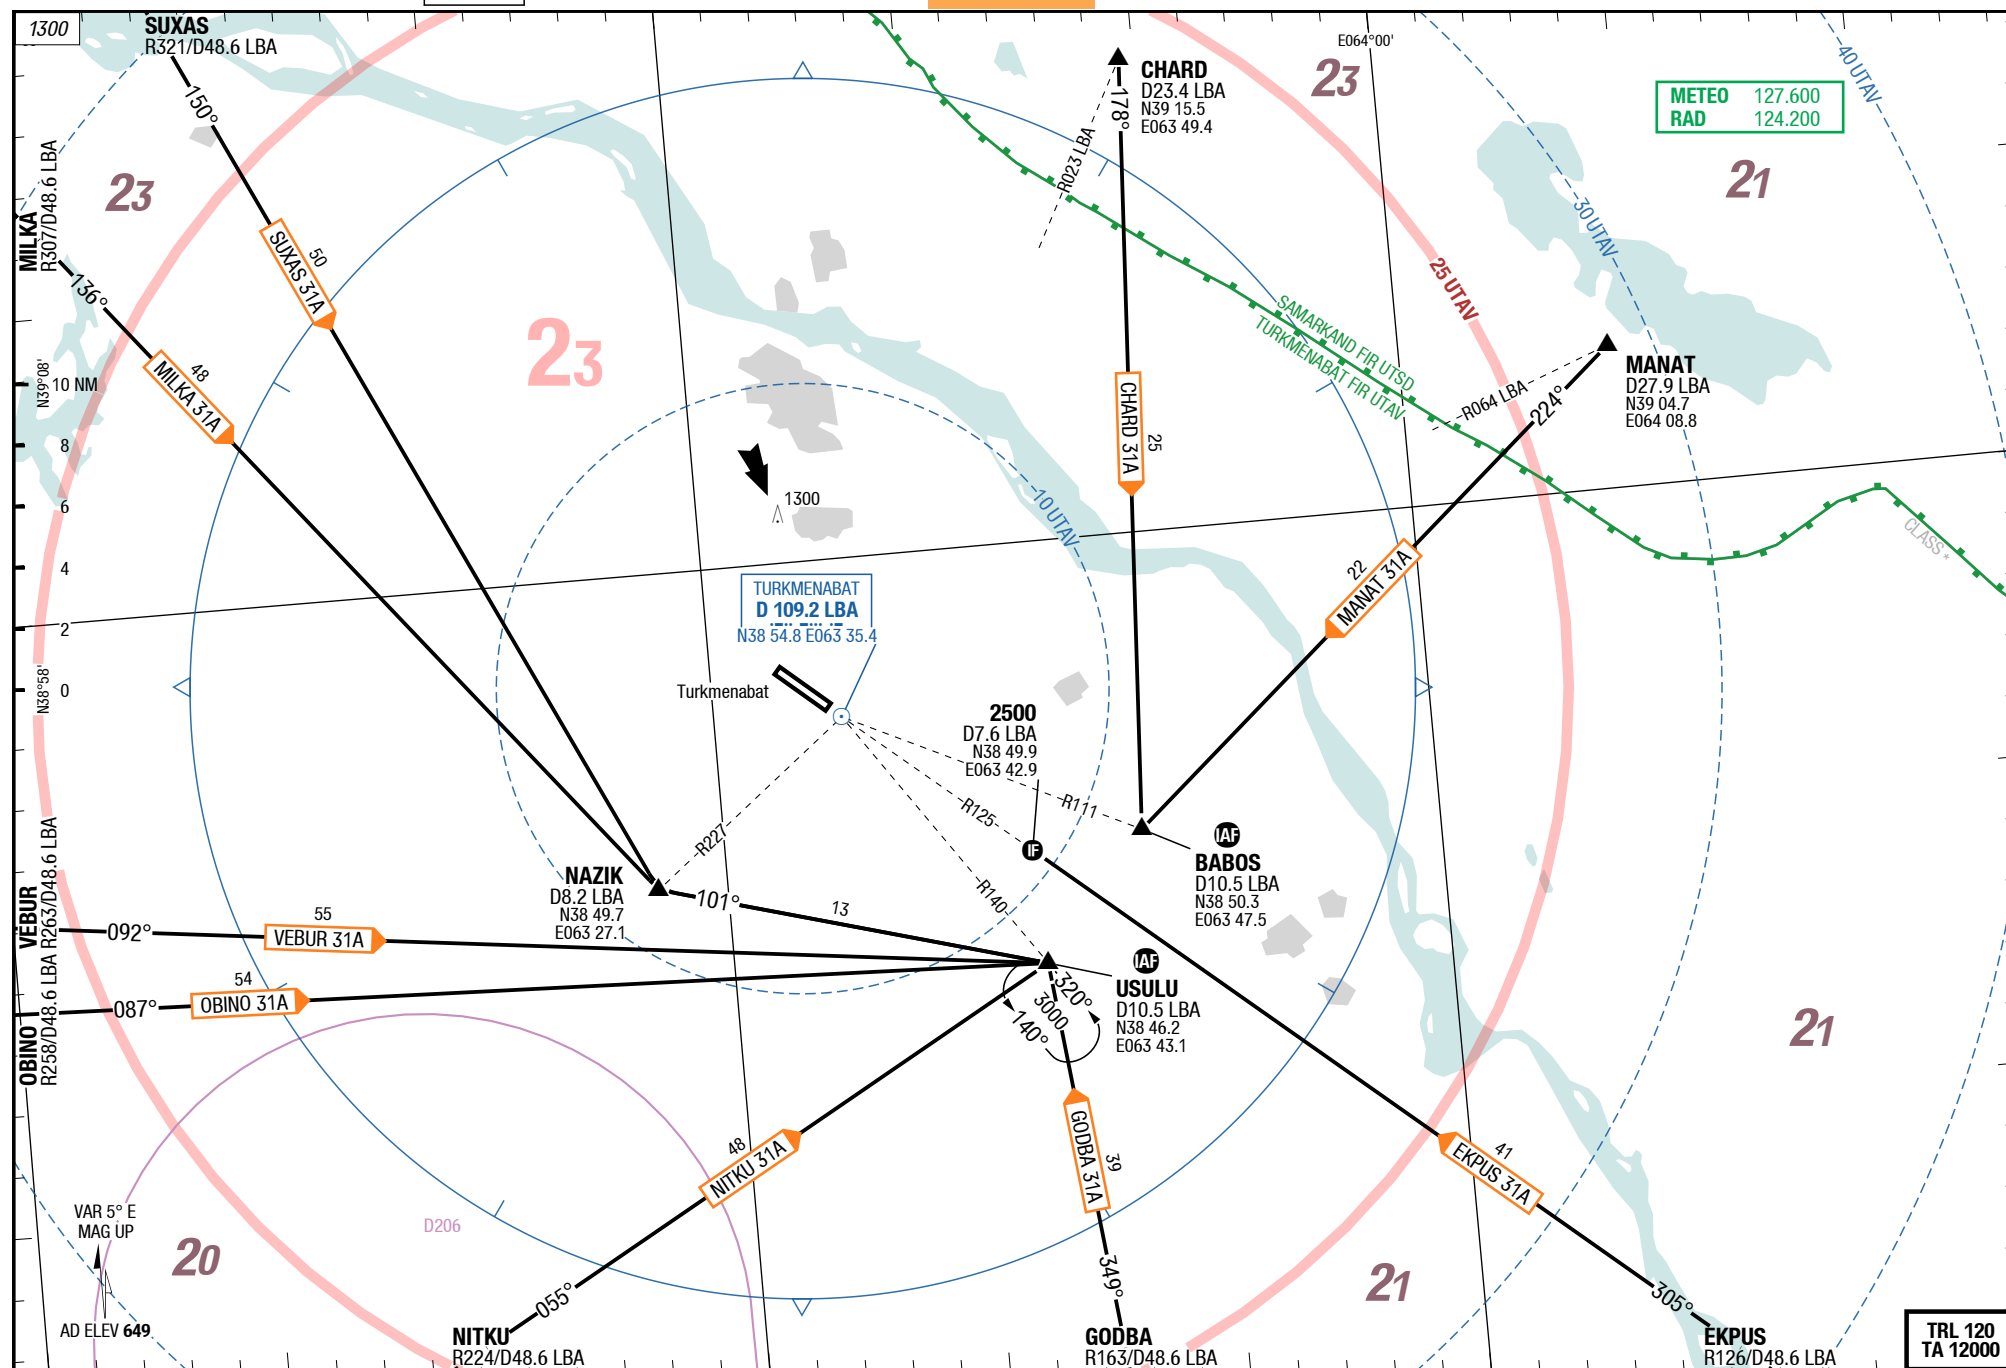 1300
SUXAS
R321/D48.6 LBA
150°
50
SUXAS 31A
CHARD
D23.4 LBA
N39 15.5
E063 49.4
178°
R023 LBA
E064°00'
23
40 UTAV
METEO 127.600
RAD 124.200
23
21
MILKA
R307/D48.6 LBA
136°
48
MILKA 31A
30 UTAV
25 UTAV
SAMARKAND FIR UTSD
TURKMENABAT FIR UTAV
23
MANAT
D27.9 LBA
N39 04.7
E064 08.8
R064 LBA
224°
22
MANAT 31A
CHARD 31A
25
N39°08'
10 NM
8
6
4
2
0
N38°58'
1300
10 UTAV
CLASS *
TURKMENABAT
D 109.2 LBA
N38 54.8 E063 35.4
Turkmenabat
2500
D7.6 LBA
N38 49.9
E063 42.9
R111
R125
R227
R140
IF
IAF
BABOS
D10.5 LBA
N38 50.3
E063 47.5
NAZIK
D8.2 LBA
N38 49.7
E063 27.1
101°
13
VEBUR
R263/D48.6 LBA
092°
55
VEBUR 31A
OBINO
R258/D48.6 LBA
087°
54
OBINO 31A
IAF
USULU
D10.5 LBA
N38 46.2
E063 43.1
320°
3000
140°
21
48
NITKU 31A
GODBA 31A
39
41
EKPUS 31A
VAR 5° E
MAG UP
20
D206
21
055°
349°
305°
AD ELEV 649
NITKU
R224/D48.6 LBA
GODBA
R163/D48.6 LBA
EKPUS
R126/D48.6 LBA
TRL 120
TA 12000